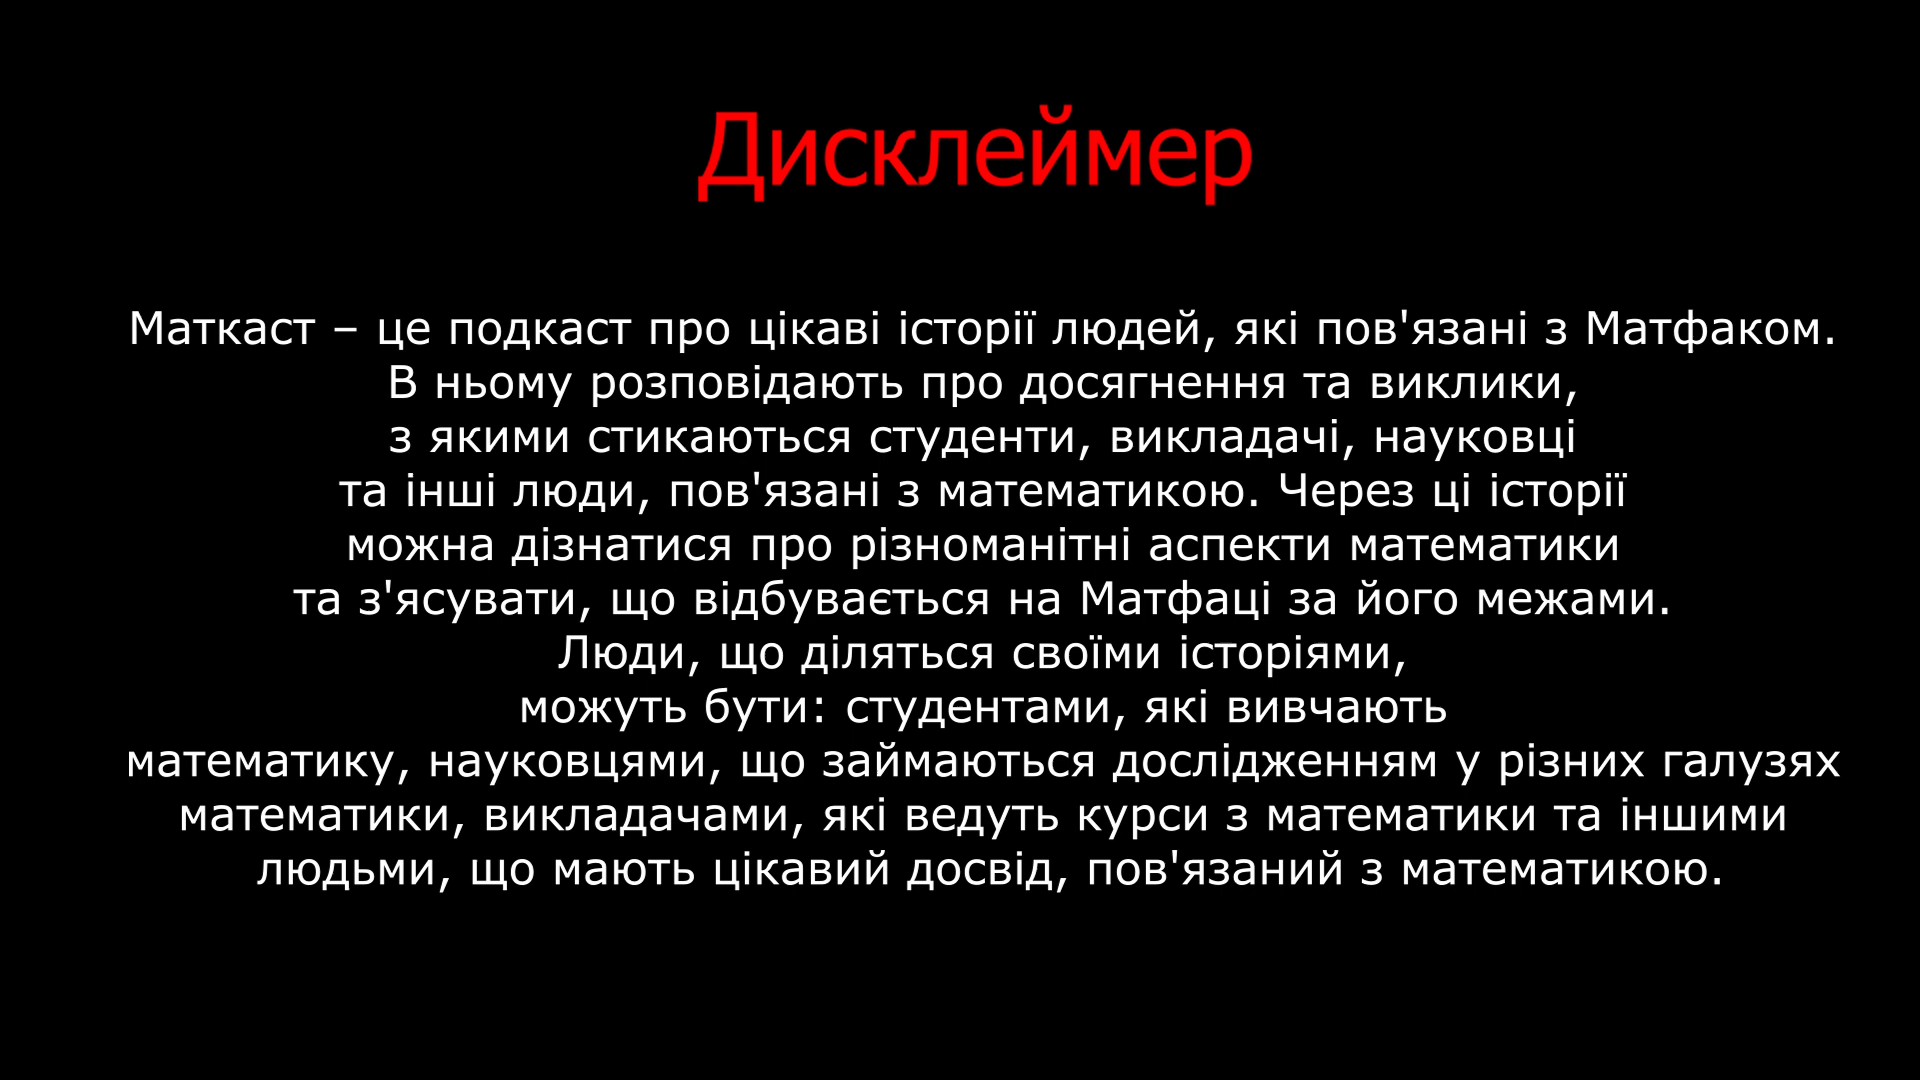 Дисклеймер
Маткаст – це подкаст про цікаві історії людей, які пов'язані з Матфаком.
В ньому розповідають про досягнення та виклики,
з якими стикаються студенти, викладачі, науковці
та інші люди, пов'язані з математикою. Через ці історії
можна дізнатися про різноманітні аспекти математики
та з'ясувати, що відбувається на Матфаці за його межами.
Люди, що діляться своїми історіями,
можуть бути: студентами, які вивчають
математику, науковцями, що займаються дослідженням у різних галузях
математики, викладачами, які ведуть курси з математики та іншими
людьми, що мають цікавий досвід, пов'язаний з математикою.